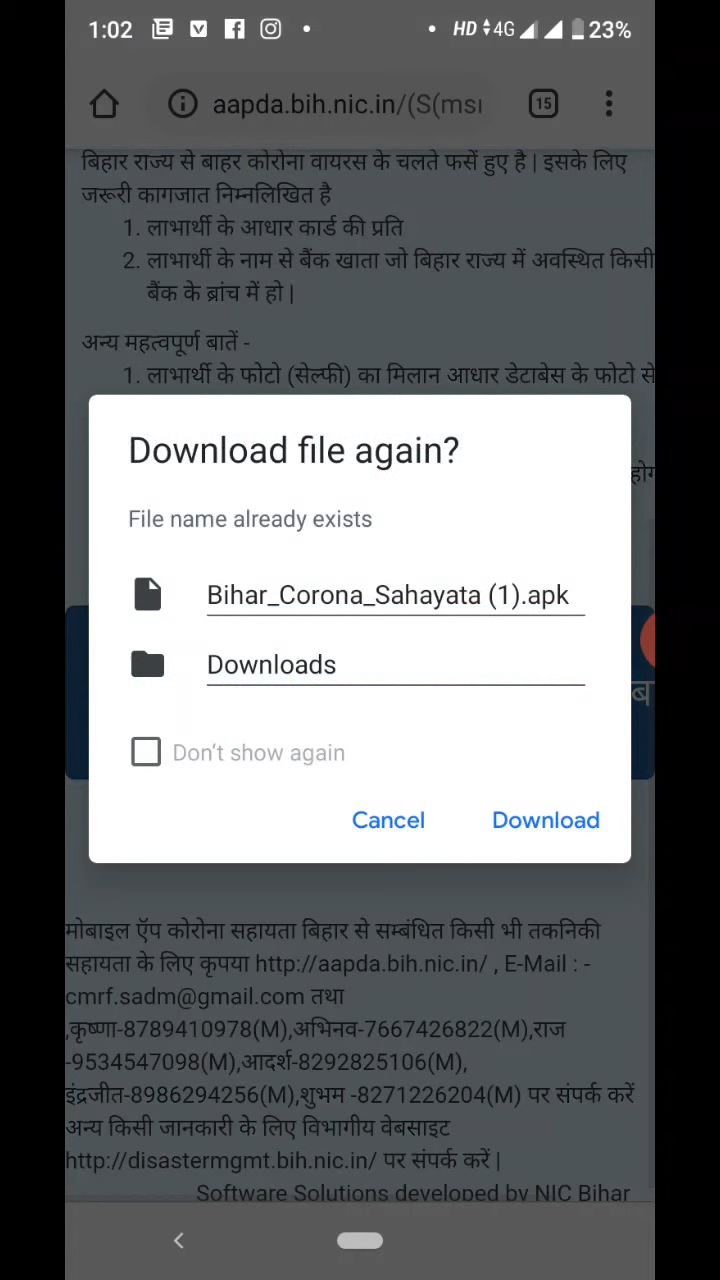 1:02
HD 4G 23%
aapda.bih.nic.in/(S(msr
15
बिहार राज्य से बाहर कोरोना वायरस के चलते फसें हुए है | इसके लिए
जरूरी कागजात निम्नलिखित है
1. लाभार्थी के आधार कार्ड की प्रति
2. लाभार्थी के नाम से बैंक खाता जो बिहार राज्य में अवस्थित किसी
बैंक के ब्रांच में हो |
अन्य महत्वपूर्ण बातें -
1. लाभार्थी के फोटो (सेल्फी) का मिलान आधार डेटाबेस के फोटो से
Download file again?
File name already exists
Bihar_Corona_Sahayata (1).apk
Downloads
Don't show again
Cancel Download
मोबाइल ऍप कोरोना सहायता बिहार से सम्बंधित किसी भी तकनिकी
सहायता के लिए कृपया http://aapda.bih.nic.in/ , E-Mail : -
cmrf.sadm@gmail.com तथा
,कृष्णा-8789410978(M),अभिनव-7667426822(M),राज
-9534547098(M),आदर्श-8292825106(M),
इंद्रजीत-8986294256(M),शुभम -8271226204(M) पर संपर्क करें
अन्य किसी जानकारी के लिए विभागीय वेबसाइट
http://disastermgmt.bih.nic.in/ पर संपर्क करें |
Software Solutions developed by NIC Bihar